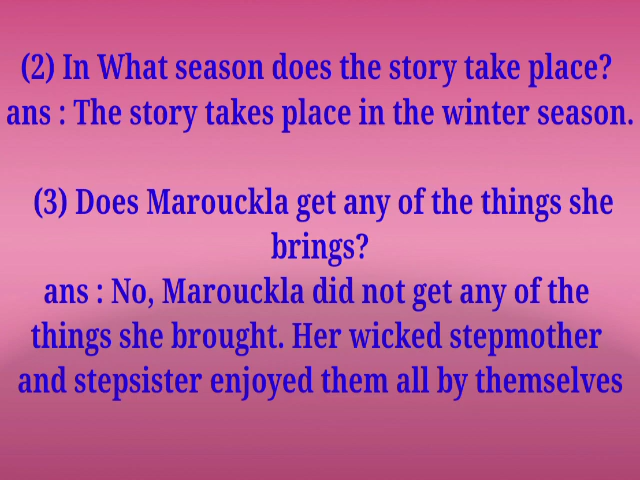 (2) In What season does the story take place?
ans : The story takes place in the winter season.
(3) Does Marouckla get any of the things she
brings?
ans : No, Marouckla did not get any of the
things she brought. Her wicked stepmother
and stepsister enjoyed them all by themselves